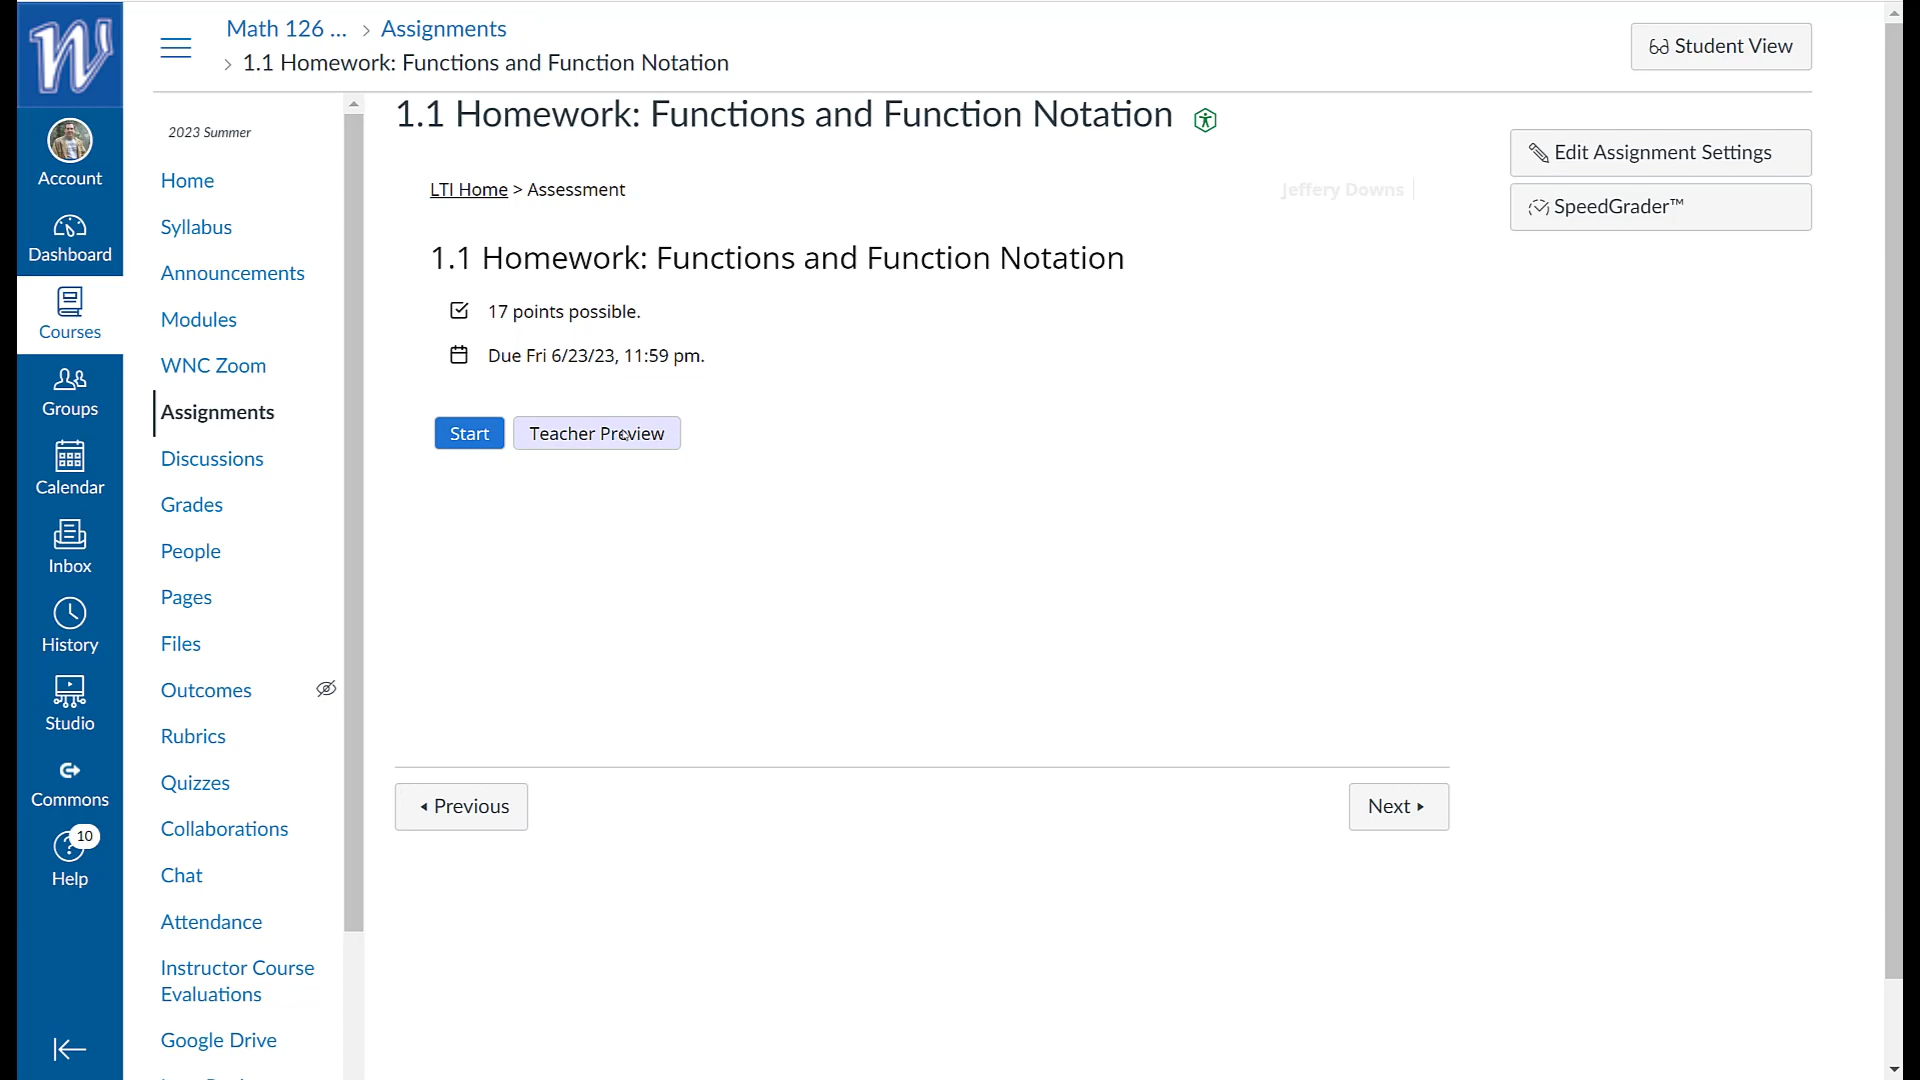 Math 126 ... > Assignments
> 1.1 Homework: Functions and Function Notation
Student View
W
Account
Dashboard
Courses
Groups
Calendar
Inbox
History
Studio
Commons
10
Help
2023 Summer
Home
Syllabus
Announcements
Modules
WNC Zoom
Assignments
Discussions
Grades
People
Pages
Files
Outcomes
Rubrics
Quizzes
Collaborations
Chat
Attendance
Instructor Course
Evaluations
Google Drive
1.1 Homework: Functions and Function Notation
LTI Home > Assessment
Jeffery Downs
1.1 Homework: Functions and Function Notation
17 points possible.
Due Fri 6/23/23, 11:59 pm.
Start
Teacher Preview
Previous
Next
Edit Assignment Settings
SpeedGrader™